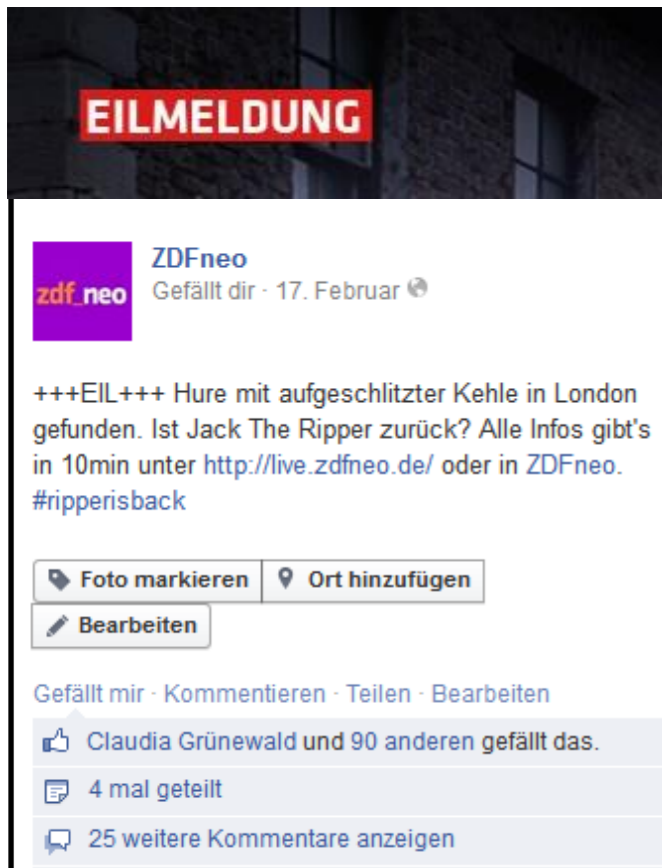 EILMELDUNG
zdf_neo
ZDFneo
Gefällt dir · 17. Februar
+++EIL+++ Hure mit aufgeschlitzter Kehle in London
gefunden. Ist Jack The Ripper zurück? Alle Infos gibt's
in 10min unter http://live.zdfneo.de/ oder in ZDFneo.
#ripperisback
Foto markieren Ort hinzufügen
Bearbeiten
Gefällt mir · Kommentieren · Teilen · Bearbeiten
Claudia Grünewald und 90 anderen gefällt das.
4 mal geteilt
25 weitere Kommentare anzeigen